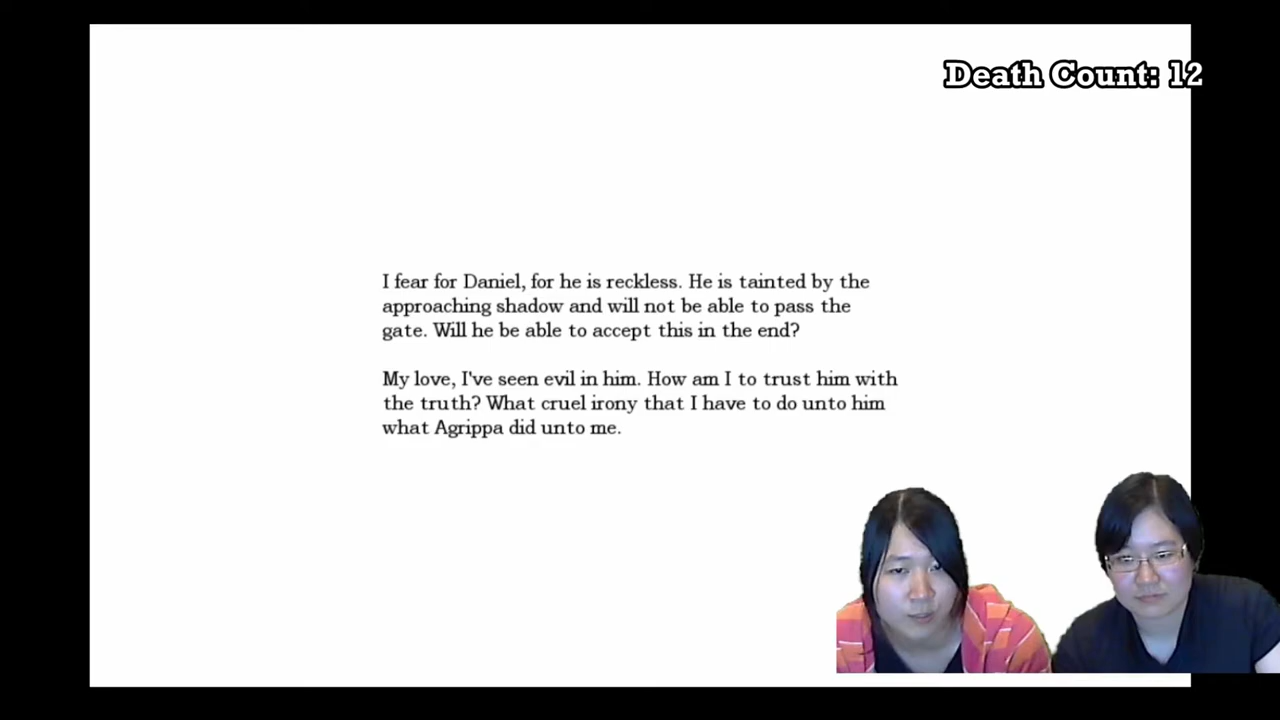 Death Count: 12
I fear for Daniel, for he is reckless. He is tainted by the
approaching shadow and will not be able to pass the
gate. Will he be able to accept this in the end?
My love, I've seen evil in him. How am I to trust him with
the truth? What cruel irony that I have to do unto him
what Agrippa did unto me.